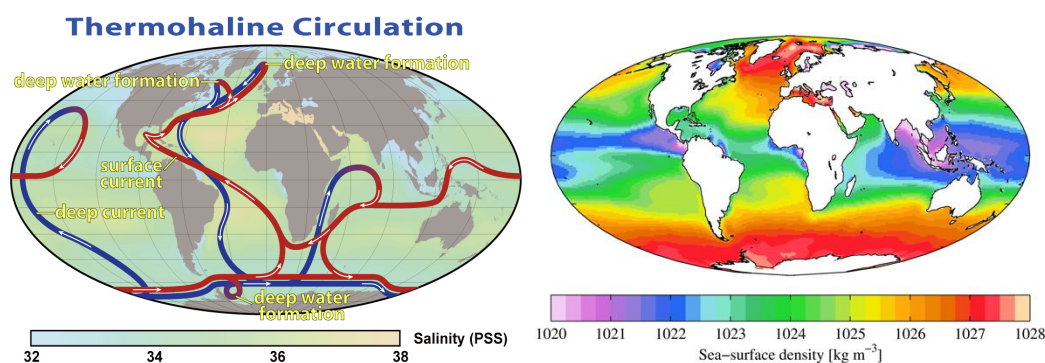 Thermohaline Circulation
deep water formation
deep water formation
surface
current
deep current
deep water
formation
Salinity (PSS)
32 34 36 38
1020 1021 1022 1023 1024 1025 1026 1027 1028
Sea−surface density [kg m⁻³]